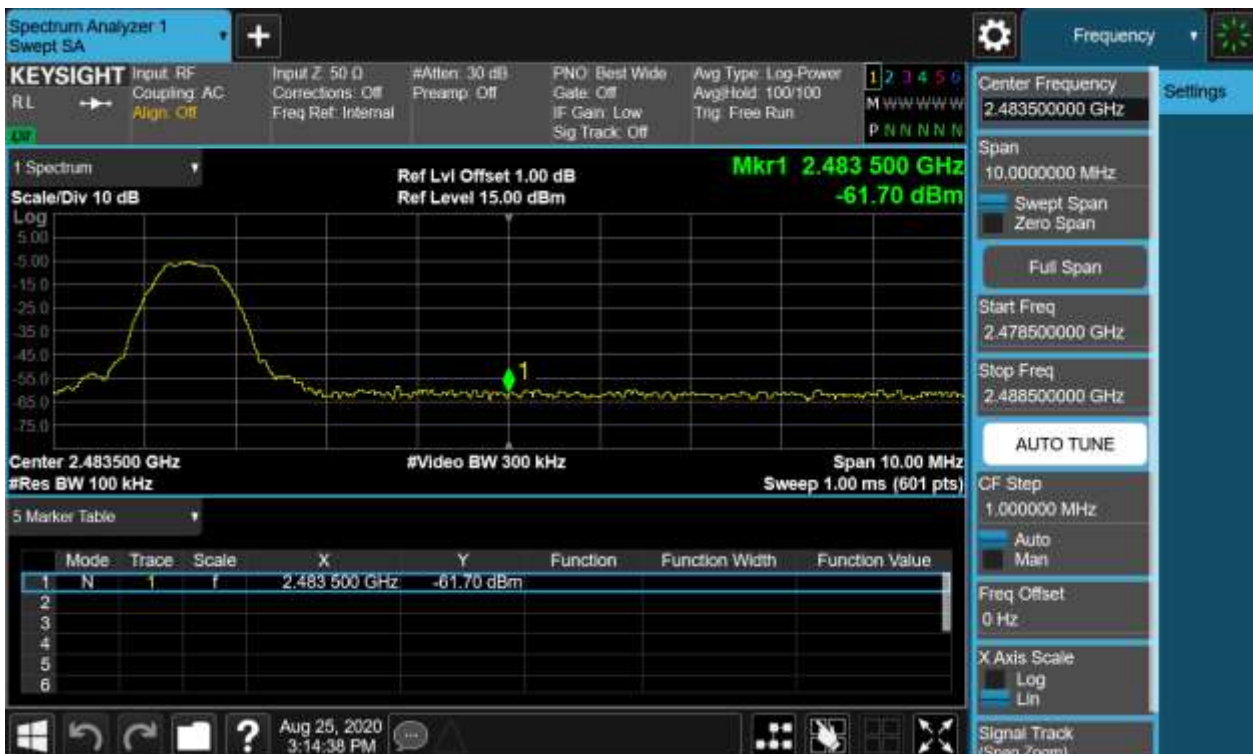 Spectrum Analyzer 1
Swept SA
+
Frequency
KEYSIGHT
RL
Input: RF
Coupling: AC
Align: Off
Input Z: 50 Ω
Corrections: Off
Freq Ref: Internal
#Atten: 30 dB
Preamp: Off
PNO: Best Wide
Gate: Off
IF Gain: Low
Sig Track: Off
Avg Type: Log-Power
Avg|Hold: 100/100
Trig: Free Run
1 2 3 4 5 6
M W W W W W
P N N N N N
Center Frequency
2.483500000 GHz
Settings
Span
10.0000000 MHz
Swept Span
Zero Span
Full Span
Start Freq
2.478500000 GHz
Stop Freq
2.488500000 GHz
AUTO TUNE
CF Step
1.000000 MHz
Auto
Man
Freq Offset
0 Hz
X Axis Scale
Log
Lin
Signal Track
(Span Zoom)
1 Spectrum
Scale/Div 10 dB
Ref Lvl Offset 1.00 dB
Ref Level 15.00 dBm
Mkr1 2.483 500 GHz
-61.70 dBm
Log
5.00
-5.00
-15.0
-25.0
-35.0
-45.0
-55.0
-65.0
-75.0
1
Center 2.483500 GHz
#Video BW 300 kHz
Span 10.00 MHz
#Res BW 100 kHz
Sweep 1.00 ms (601 pts)
5 Marker Table
Mode Trace Scale X Y Function Function Width Function Value
1 N 1 f 2.483 500 GHz -61.70 dBm
2
3
4
5
6
?
Aug 25, 2020
3:14:38 PM